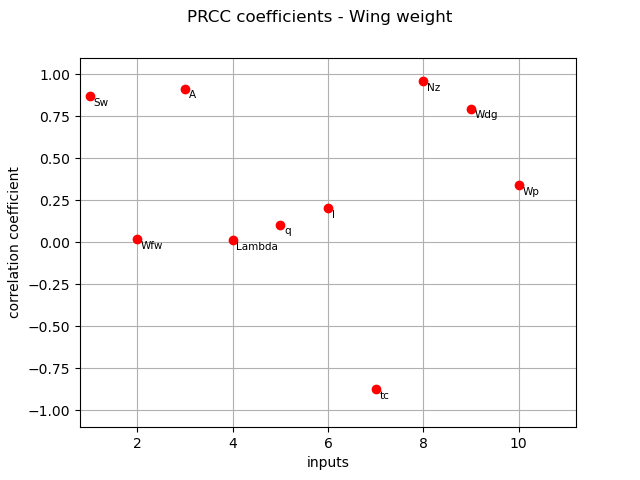 PRCC coefficients - Wing weight
1.00
0.75
0.50
0.25
0.00
−0.25
−0.50
−0.75
−1.00
correlation coefficient
Sw
Wfw
A
Lambda
q
l
tc
Nz
Wdg
Wp
2
4
6
8
10
inputs